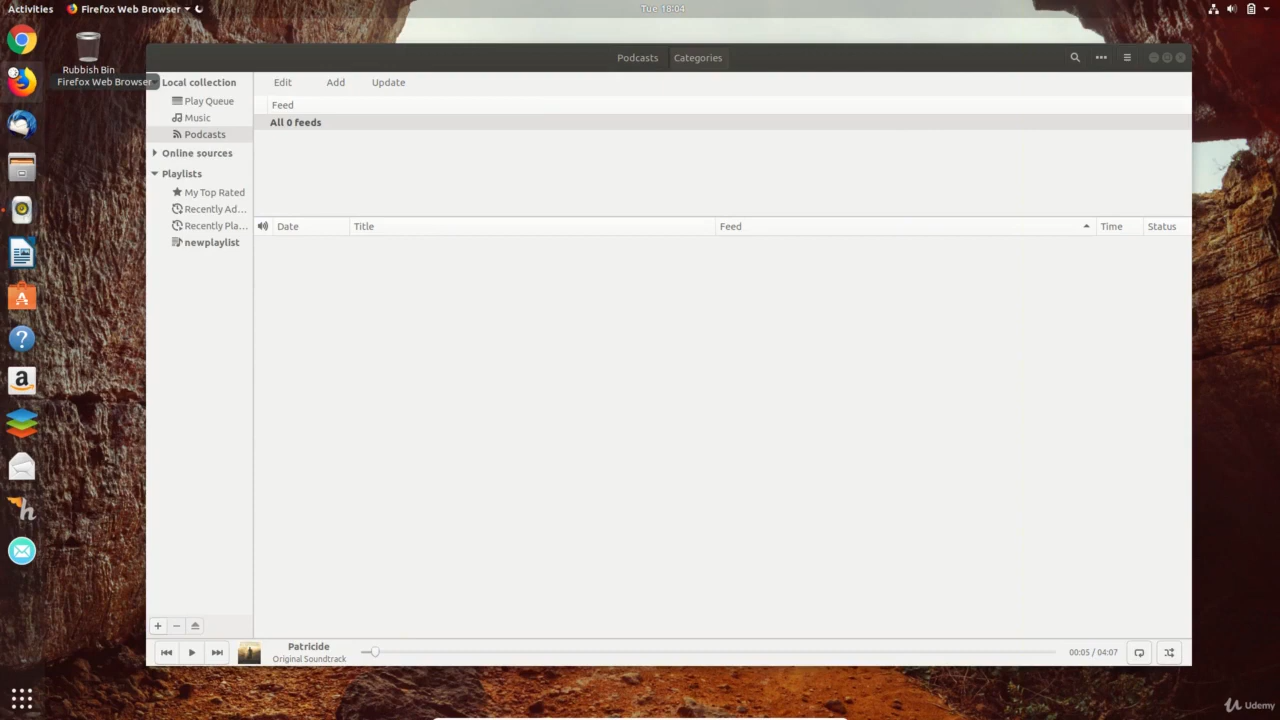 Activities
Firefox Web Browser
Tue 18:04
Rubbish Bin
Firefox Web Browser
Podcasts
Categories
Local collection
Play Queue
Music
Podcasts
Online sources
Playlists
My Top Rated
Recently Ad...
Recently Pla...
newplaylist
Edit
Add
Update
Feed
All 0 feeds
Date
Title
Feed
Time
Status
Patricide
Original Soundtrack
00:05 / 04:07
Udemy